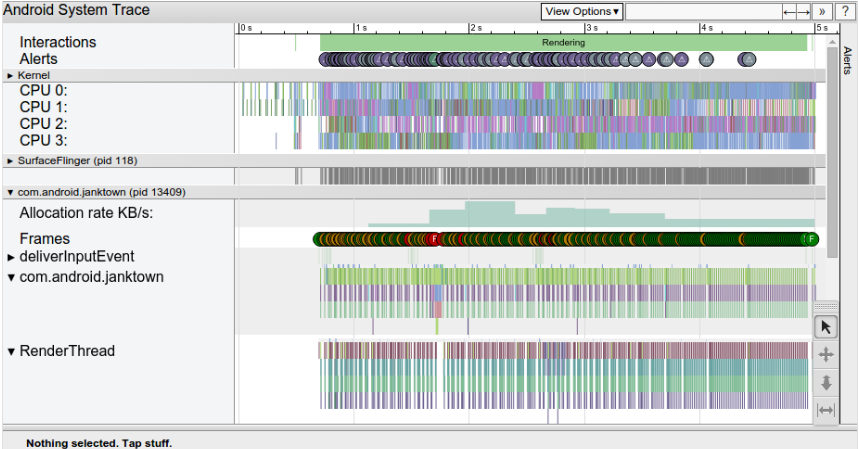 Android System Trace
View Options ▾
← → » ?
0 s 1 s 2 s 3 s 4 s 5 s
Interactions
Rendering
Alerts
Alerts
▸ Kernel
CPU 0:
CPU 1:
CPU 2:
CPU 3:
▸ SurfaceFlinger (pid 118)
▾ com.android.janktown (pid 13409)
Allocation rate KB/s:
Frames
F F
▸ deliverInputEvent
▾ com.android.janktown
▾ RenderThread
Nothing selected. Tap stuff.